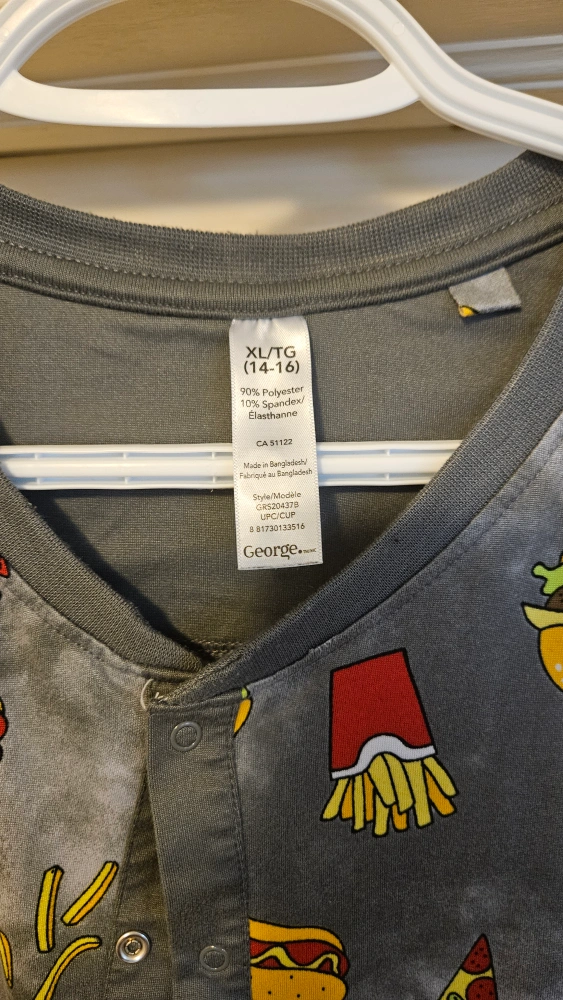 XL/TG
(14-16)
90% Polyester
10% Spandex/
Élasthanne
CA 51122
Made in Bangladesh/
Fabriqué au Bangladesh
Style/Modèle
GRS20437B
UPC/CUP
8 81730133516
George.